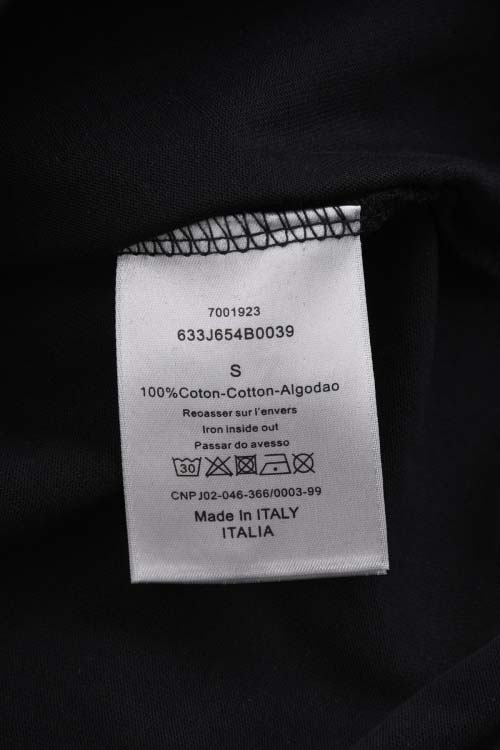 7001923
633J654B0039
S
100%Coton-Cotton-Algodao
Reoasser sur l'envers
Iron inside out
Passar do avesso
30
CNPJ02-046-366/0003-99
Made In ITALY
ITALIA